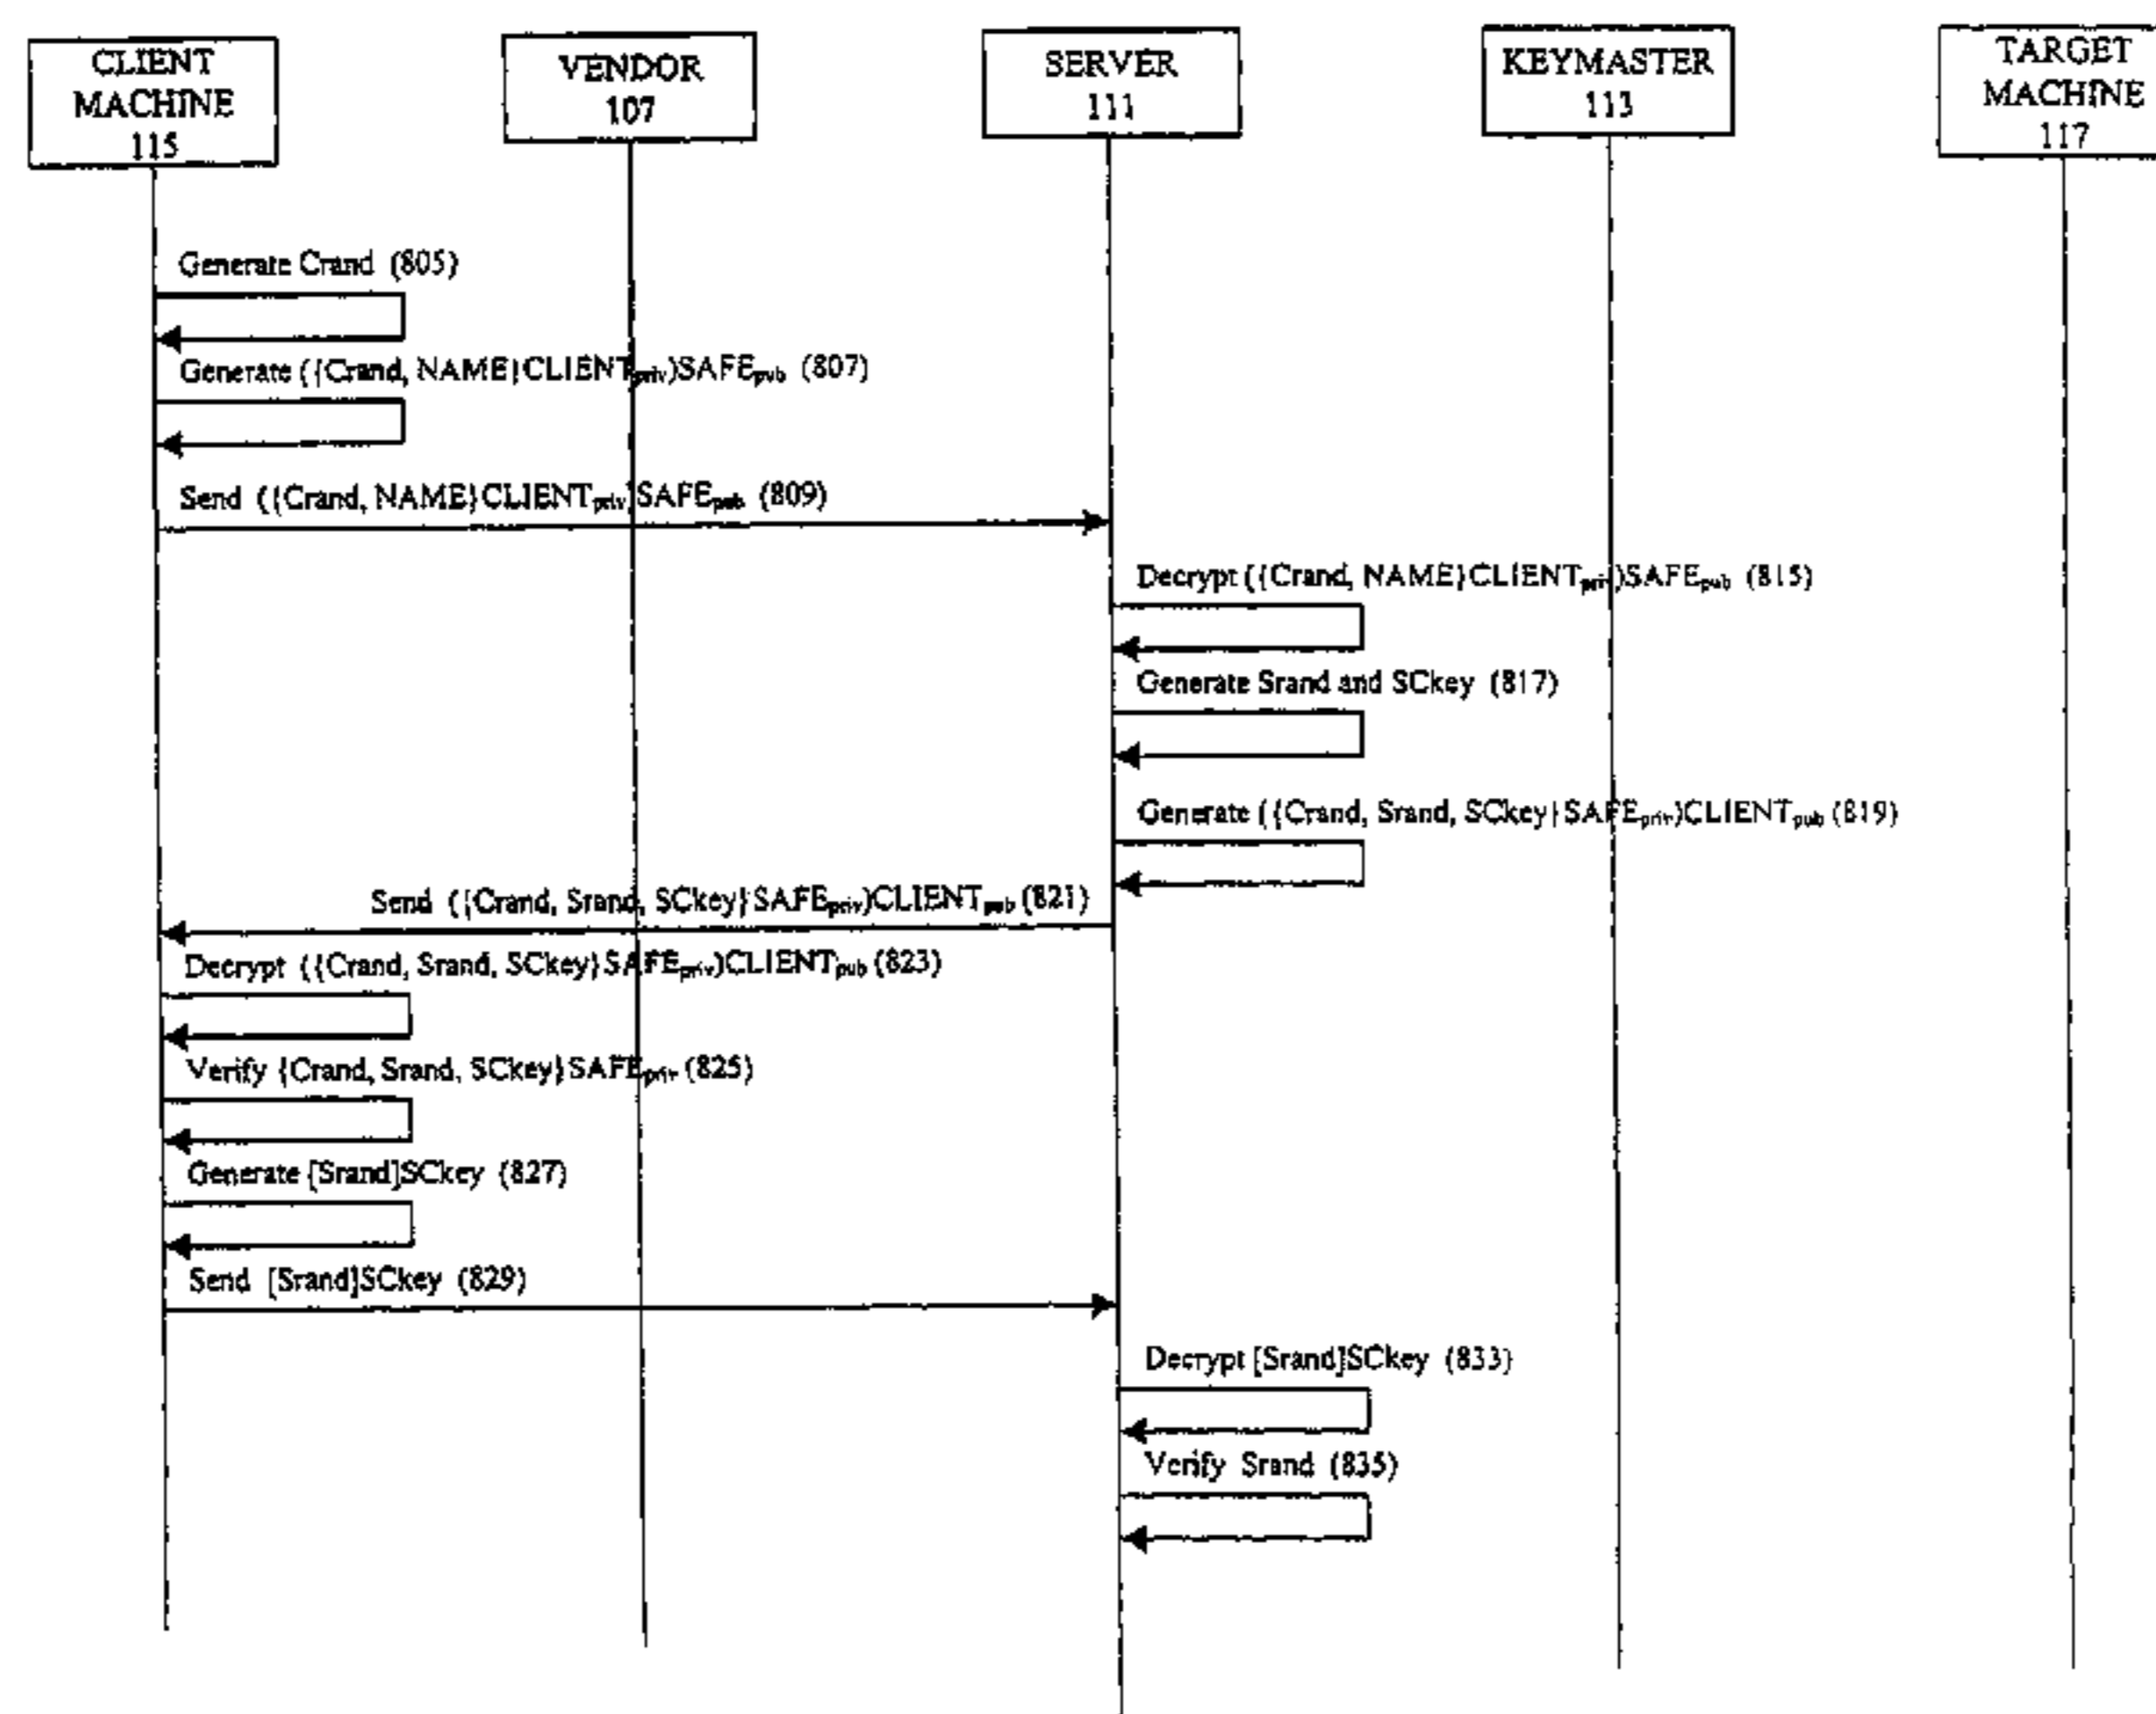 CLIENT
MACHINE
115
VENDOR
107
SERVER
111
KEYMASTER
113
TARGET
MACHINE
117
Generate Crand (805)
Generate ({Crand, NAME}CLIENTpriv)SAFEpub (807)
Send ({Crand, NAME}CLIENTpriv)SAFEpub (809)
Decrypt ({Crand, NAME}CLIENTpriv)SAFEpub (815)
Generate Srand and SCkey (817)
Generate ({Crand, Srand, SCkey}SAFEpriv)CLIENTpub (819)
Send ({Crand, Srand, SCkey}SAFEpriv)CLIENTpub (821)
Decrypt ({Crand, Srand, SCkey}SAFEpriv)CLIENTpub (823)
Verify {Crand, Srand, SCkey}SAFEpriv (825)
Generate [Srand]SCkey (827)
Send [Srand]SCkey (829)
Decrypt [Srand]SCkey (833)
Verify Srand (835)